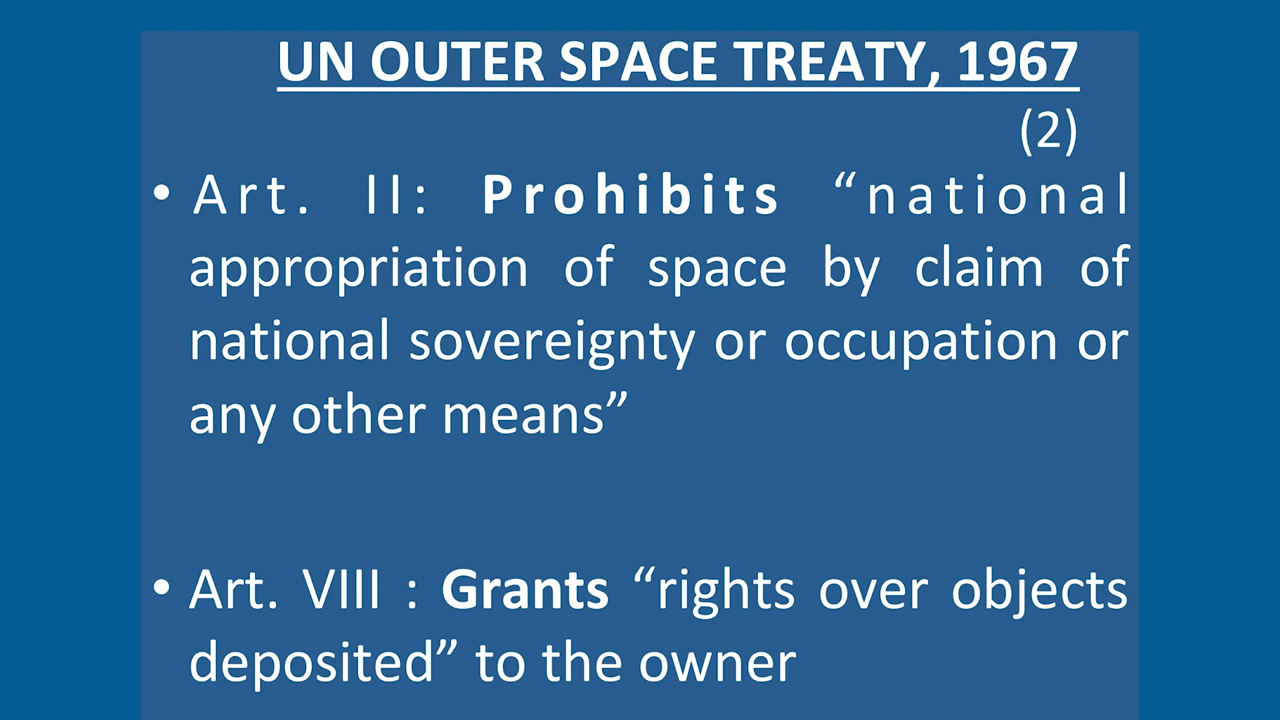 UN OUTER SPACE TREATY, 1967
(2)
• Art. II: Prohibits “national
appropriation of space by claim of
national sovereignty or occupation or
any other means”
• Art. VIII : Grants “rights over objects
deposited” to the owner